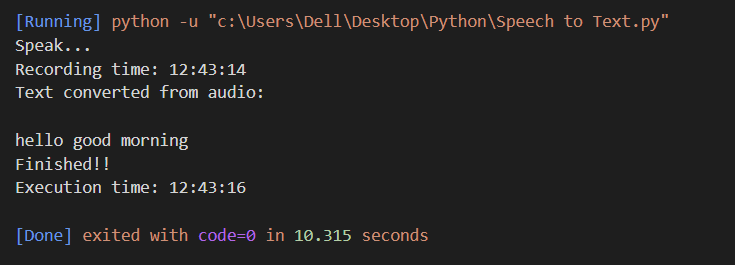 [Running] python -u "c:\Users\Dell\Desktop\Python\Speech to Text.py"
Speak...
Recording time: 12:43:14
Text converted from audio:
hello good morning
Finished!!
Execution time: 12:43:16
[Done] exited with code=0 in 10.315 seconds